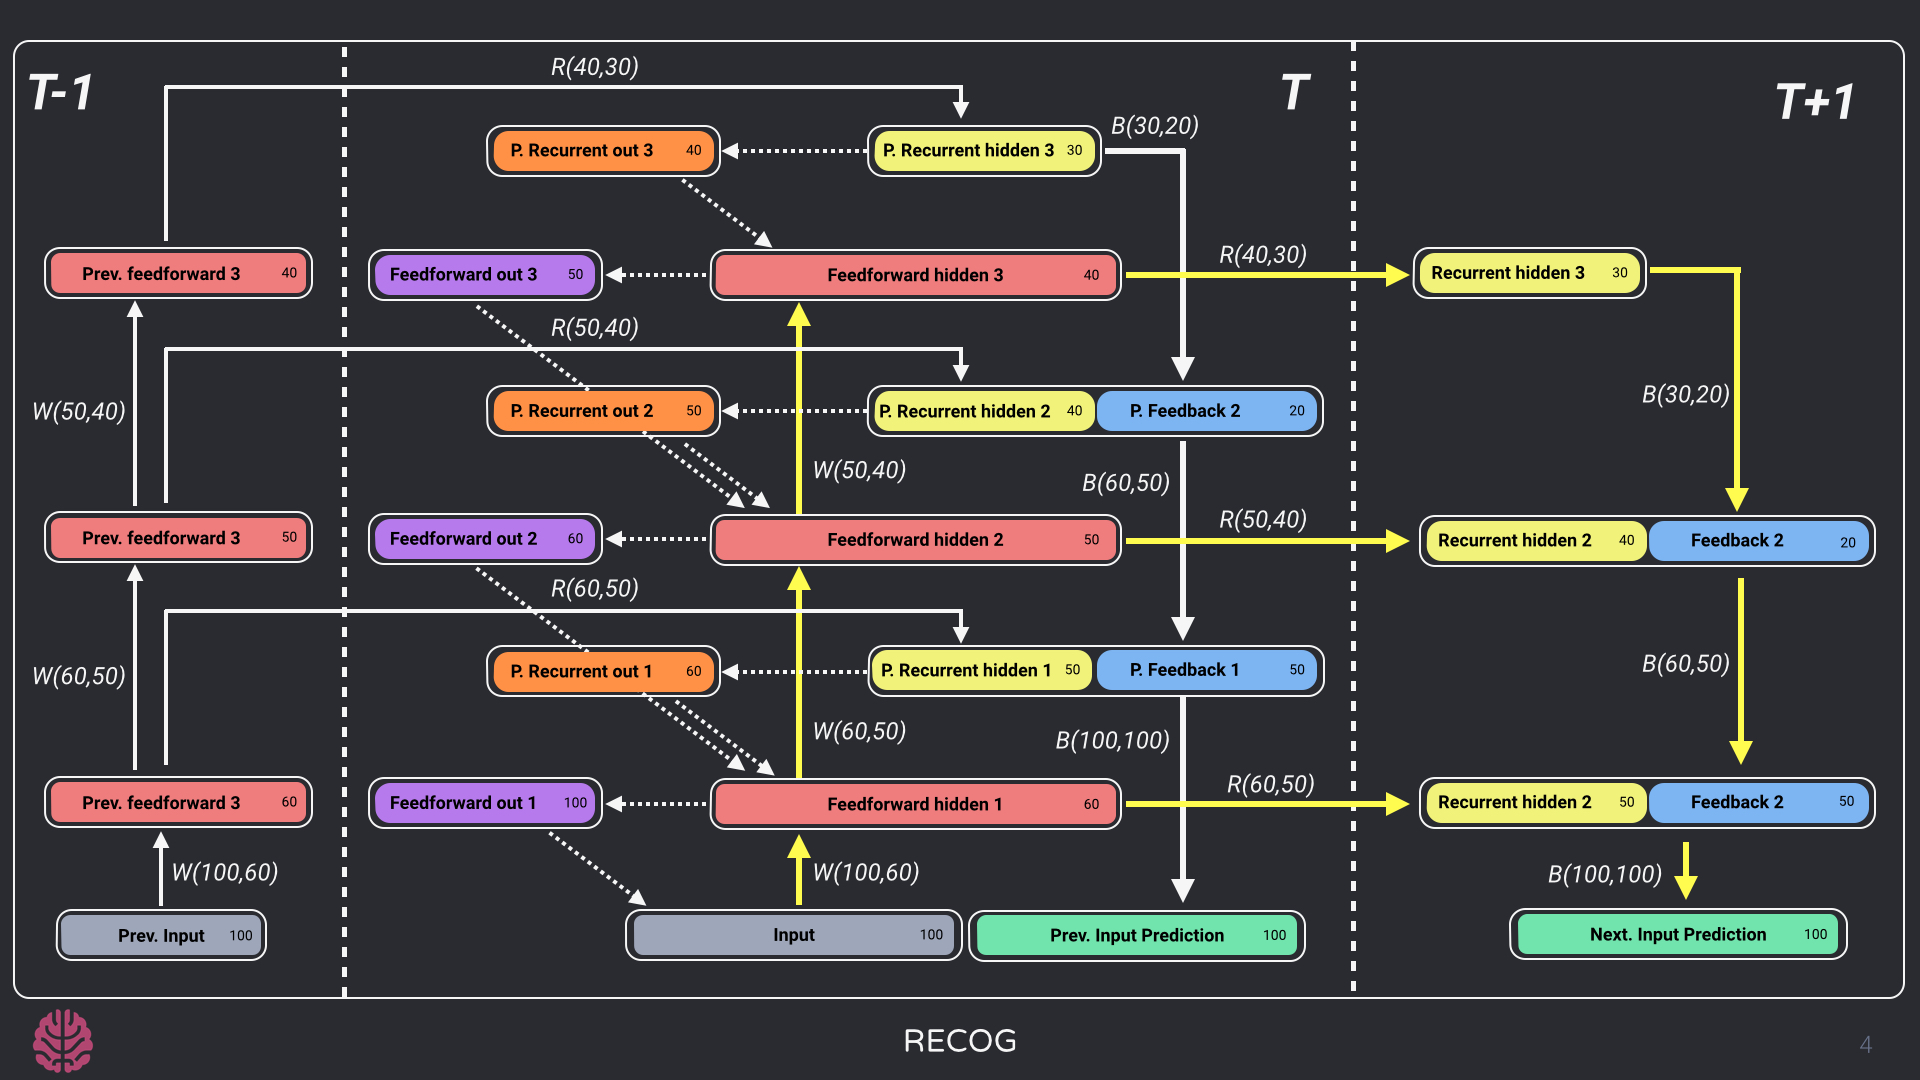 T-1
R(40,30)
T
T+1
B(30,20)
P. Recurrent out 3 40
P. Recurrent hidden 3 30
Prev. feedforward 3 40
Feedforward out 3 50
Feedforward hidden 3 40
R(40,30)
Recurrent hidden 3 30
R(50,40)
B(30,20)
W(50,40)
P. Recurrent out 2 50
P. Recurrent hidden 2 40
P. Feedback 2 20
W(50,40)
B(60,50)
R(50,40)
Prev. feedforward 3 50
Feedforward out 2 60
Feedforward hidden 2 50
Recurrent hidden 2 40
Feedback 2 20
R(60,50)
W(60,50)
P. Recurrent out 1 60
P. Recurrent hidden 1 50
P. Feedback 1 50
B(60,50)
W(60,50)
B(100,100)
R(60,50)
Prev. feedforward 3 60
Feedforward out 1 100
Feedforward hidden 1 60
Recurrent hidden 2 50
Feedback 2 50
W(100,60)
W(100,60)
B(100,100)
Prev. Input 100
Input 100
Prev. Input Prediction 100
Next. Input Prediction 100
RECOG
4